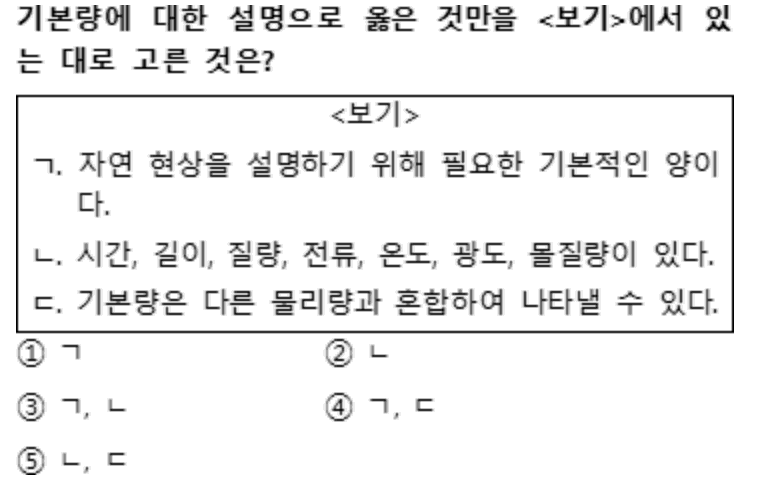 기본량에 대한 설명으로 옳은 것만을 <보기>에서 있
는 대로 고른 것은?
<보기>
ㄱ. 자연 현상을 설명하기 위해 필요한 기본적인 양이
다.
ㄴ. 시간, 길이, 질량, 전류, 온도, 광도, 몰질량이 있다.
ㄷ. 기본량은 다른 물리량과 혼합하여 나타낼 수 있다.
① ㄱ ② ㄴ
③ ㄱ, ㄴ ④ ㄱ, ㄷ
⑤ ㄴ, ㄷ